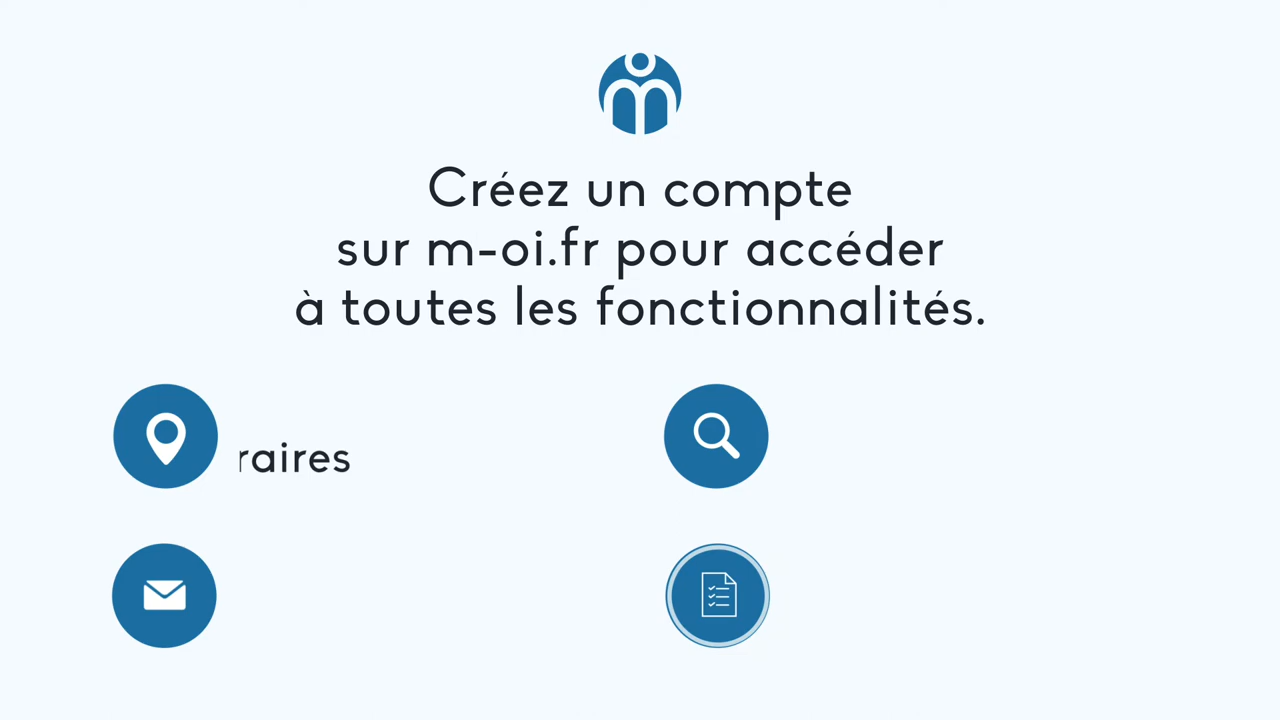 Créez un compte
sur m-oi.fr pour accéder
à toutes les fonctionnalités.
raires